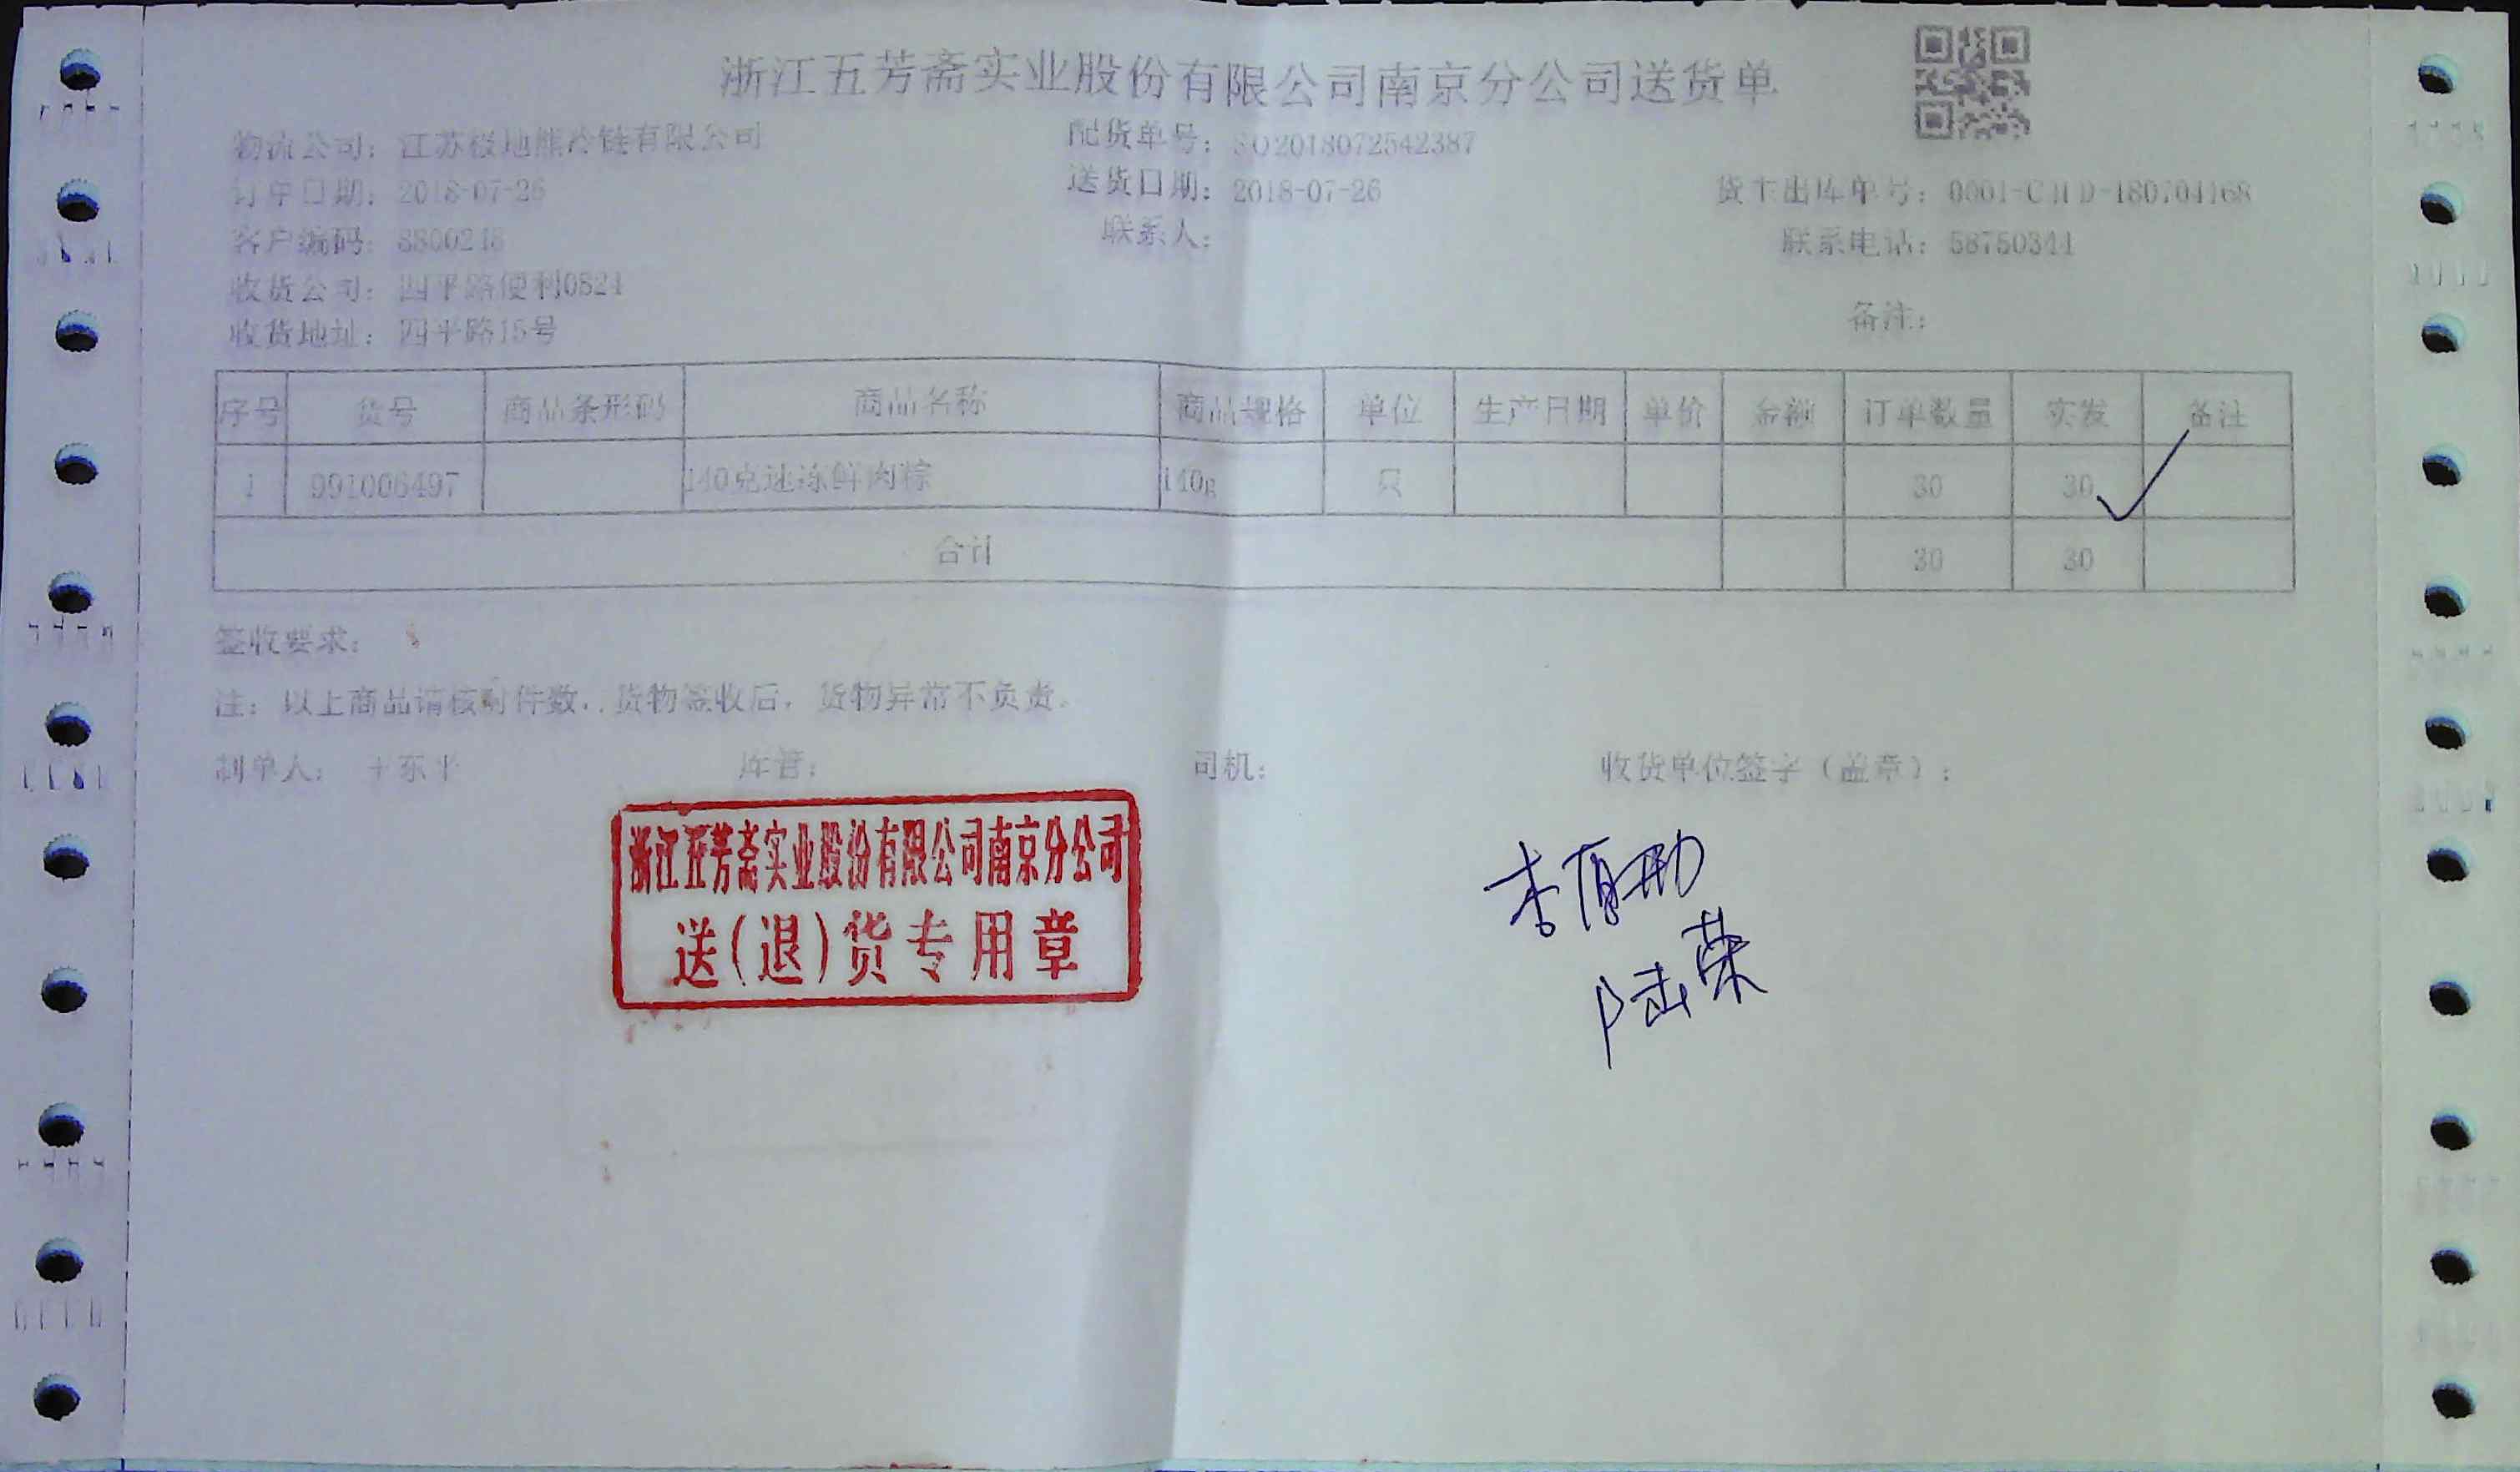 浙江五芳斋实业股份有限公司南京分公司送货单
物流公司：江苏极地熊冷链有限公司 配货单号：SO2018072542387
订单日期：2018-07-26 送货日期：2018-07-26 货主出库单号：
客户编码：8800248 联系人： 联系电话：58750344
收货公司：四平路便利0824
收货地址：四平路15号 备注：
序号 货号 商品条形码 商品名称 商品规格 单位 生产日期 单价 金额 订单数量 实发 备注
1 991006497 140克速冻鲜肉粽 140g 只 30 30
合计 30 30
签收要求：
注：以上商品请核对件数，货物签收后，货物异常不负责。
制单人： 东平 库管： 司机： 收货单位签字（盖章）：
浙江五芳斋实业股份有限公司南京分公司
送(退)货专用章
陆荣